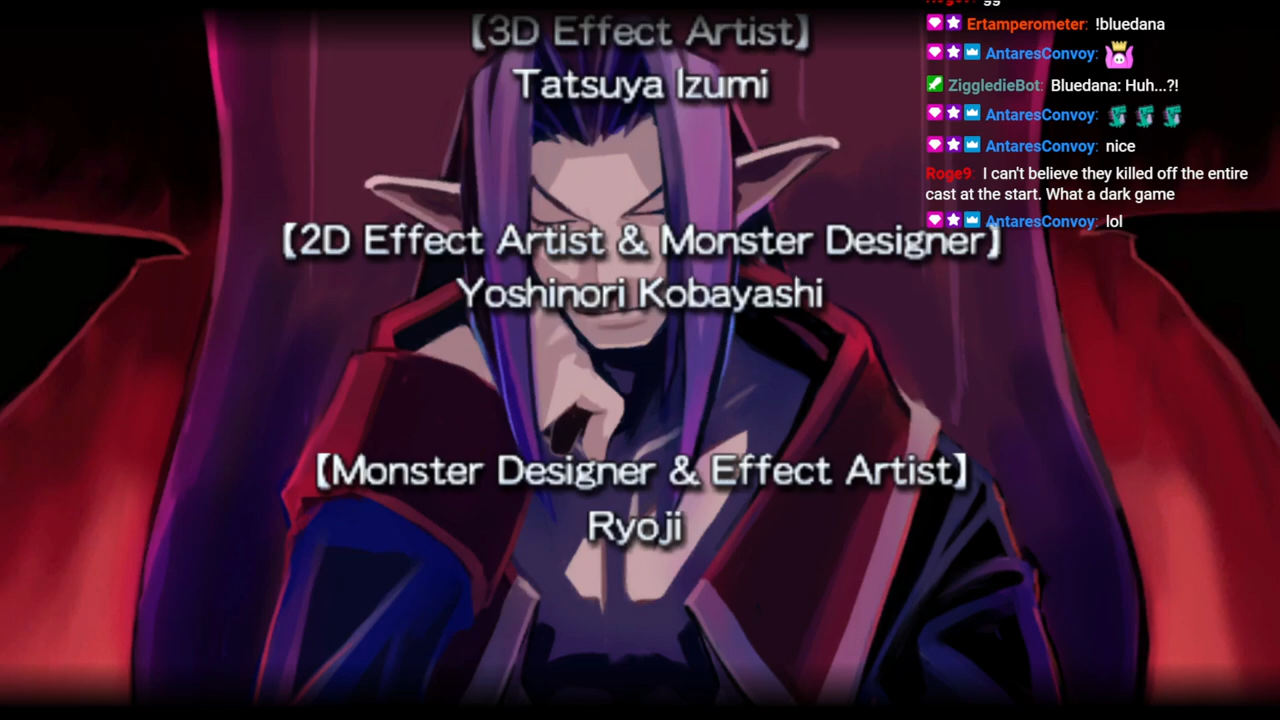 【3D Effect Artist】
Tatsuya Izumi
【2D Effect Artist & Monster Designer】
Yoshinori Kobayashi
【Monster Designer & Effect Artist】
Ryoji
gg
Ertamperometer: !bluedana
AntaresConvoy:
ZiggledieBot: Bluedana: Huh...?!
AntaresConvoy:
AntaresConvoy: nice
Roge9: I can't believe they killed off the entire
cast at the start. What a dark game
AntaresConvoy: lol